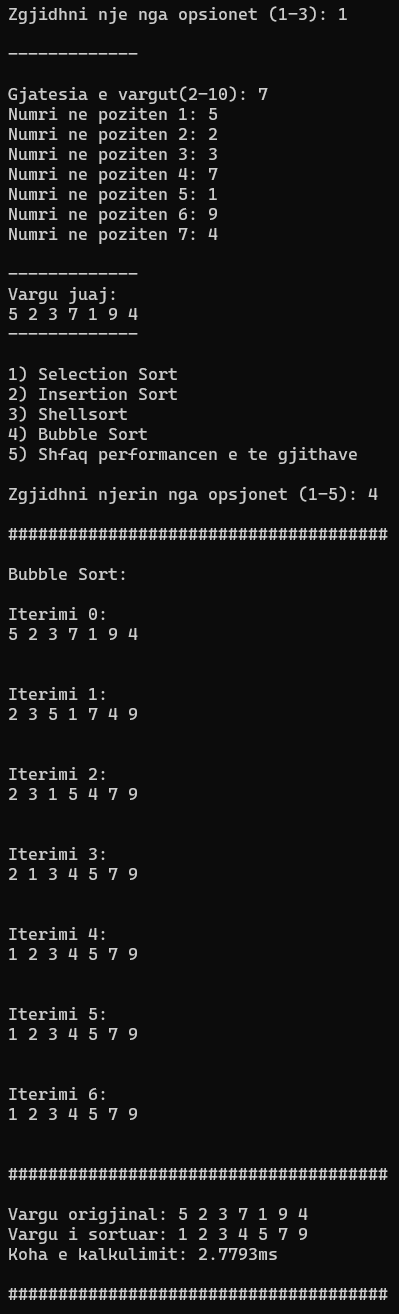 Zgjidhni nje nga opsionet (1-3): 1
-------------
Gjatesia e vargut(2-10): 7
Numri ne poziten 1: 5
Numri ne poziten 2: 2
Numri ne poziten 3: 3
Numri ne poziten 4: 7
Numri ne poziten 5: 1
Numri ne poziten 6: 9
Numri ne poziten 7: 4
-------------
Vargu juaj:
5 2 3 7 1 9 4
-------------
1) Selection Sort
2) Insertion Sort
3) Shellsort
4) Bubble Sort
5) Shfaq performancen e te gjithave
Zgjidhni njerin nga opsjonet (1-5): 4
######################################
Bubble Sort:
Iterimi 0:
5 2 3 7 1 9 4
Iterimi 1:
2 3 5 1 7 4 9
Iterimi 2:
2 3 1 5 4 7 9
Iterimi 3:
2 1 3 4 5 7 9
Iterimi 4:
1 2 3 4 5 7 9
Iterimi 5:
1 2 3 4 5 7 9
Iterimi 6:
1 2 3 4 5 7 9
######################################
Vargu origjinal: 5 2 3 7 1 9 4
Vargu i sortuar: 1 2 3 4 5 7 9
Koha e kalkulimit: 2.7793ms
######################################